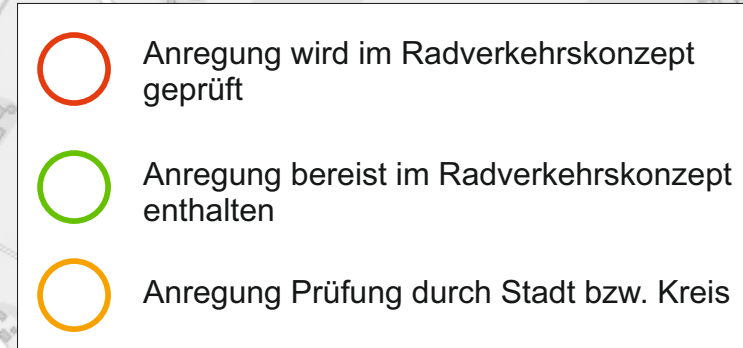 Anregung wird im Radverkehrskonzept
geprüft
Anregung bereist im Radverkehrskonzept
enthalten
Anregung Prüfung durch Stadt bzw. Kreis